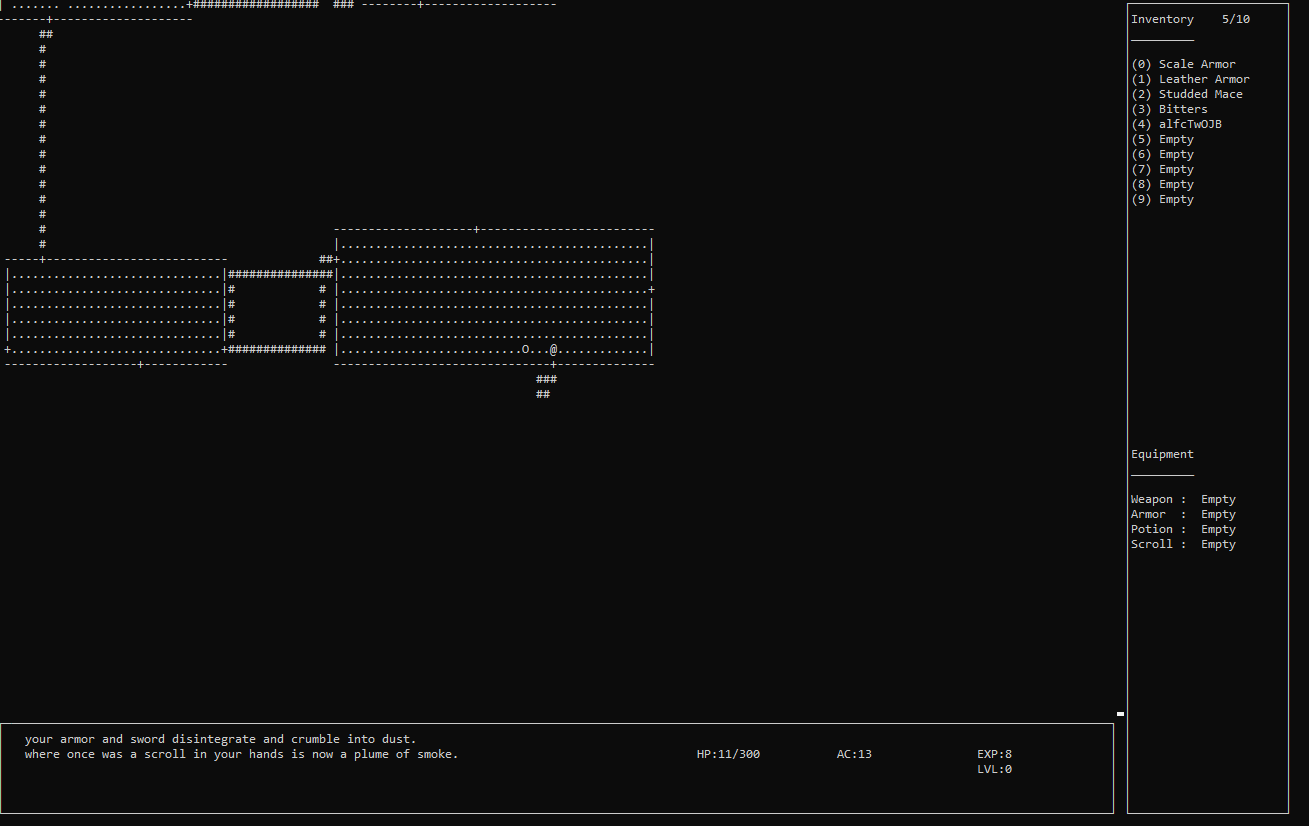 Inventory    5/10
(0) Scale Armor
(1) Leather Armor
(2) Studded Mace
(3) Bitters
(4) alfcTwOJB
(5) Empty
(6) Empty
(7) Empty
(8) Empty
(9) Empty
Equipment
Weapon :  Empty
Armor  :  Empty
Potion :  Empty
Scroll :  Empty
your armor and sword disintegrate and crumble into dust.
where once was a scroll in your hands is now a plume of smoke.
HP:11/300    AC:13    EXP:8
LVL:0